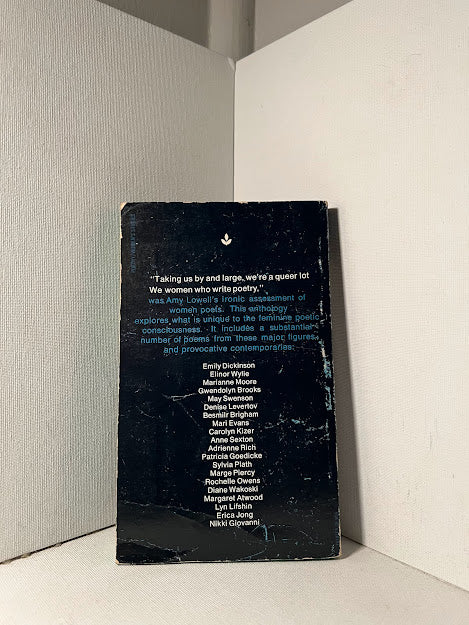 "Taking us by and large, we're a queer lot
We women who write poetry,"
was Amy Lowell's ironic assessment of
women poets. This anthology
explores what is unique to the feminine poetic
consciousness. It includes a substantial
number of poems from these major figures
and provocative contemporaries:
Emily Dickinson
Elinor Wylie
Marianne Moore
Gwendolyn Brooks
May Swenson
Denise Levertov
Besmilr Brigham
Mari Evans
Carolyn Kizer
Anne Sexton
Adrienne Rich
Patricia Goedicke
Sylvia Plath
Marge Piercy
Rochelle Owens
Diane Wakoski
Margaret Atwood
Lyn Lifshin
Erica Jong
Nikki Giovanni